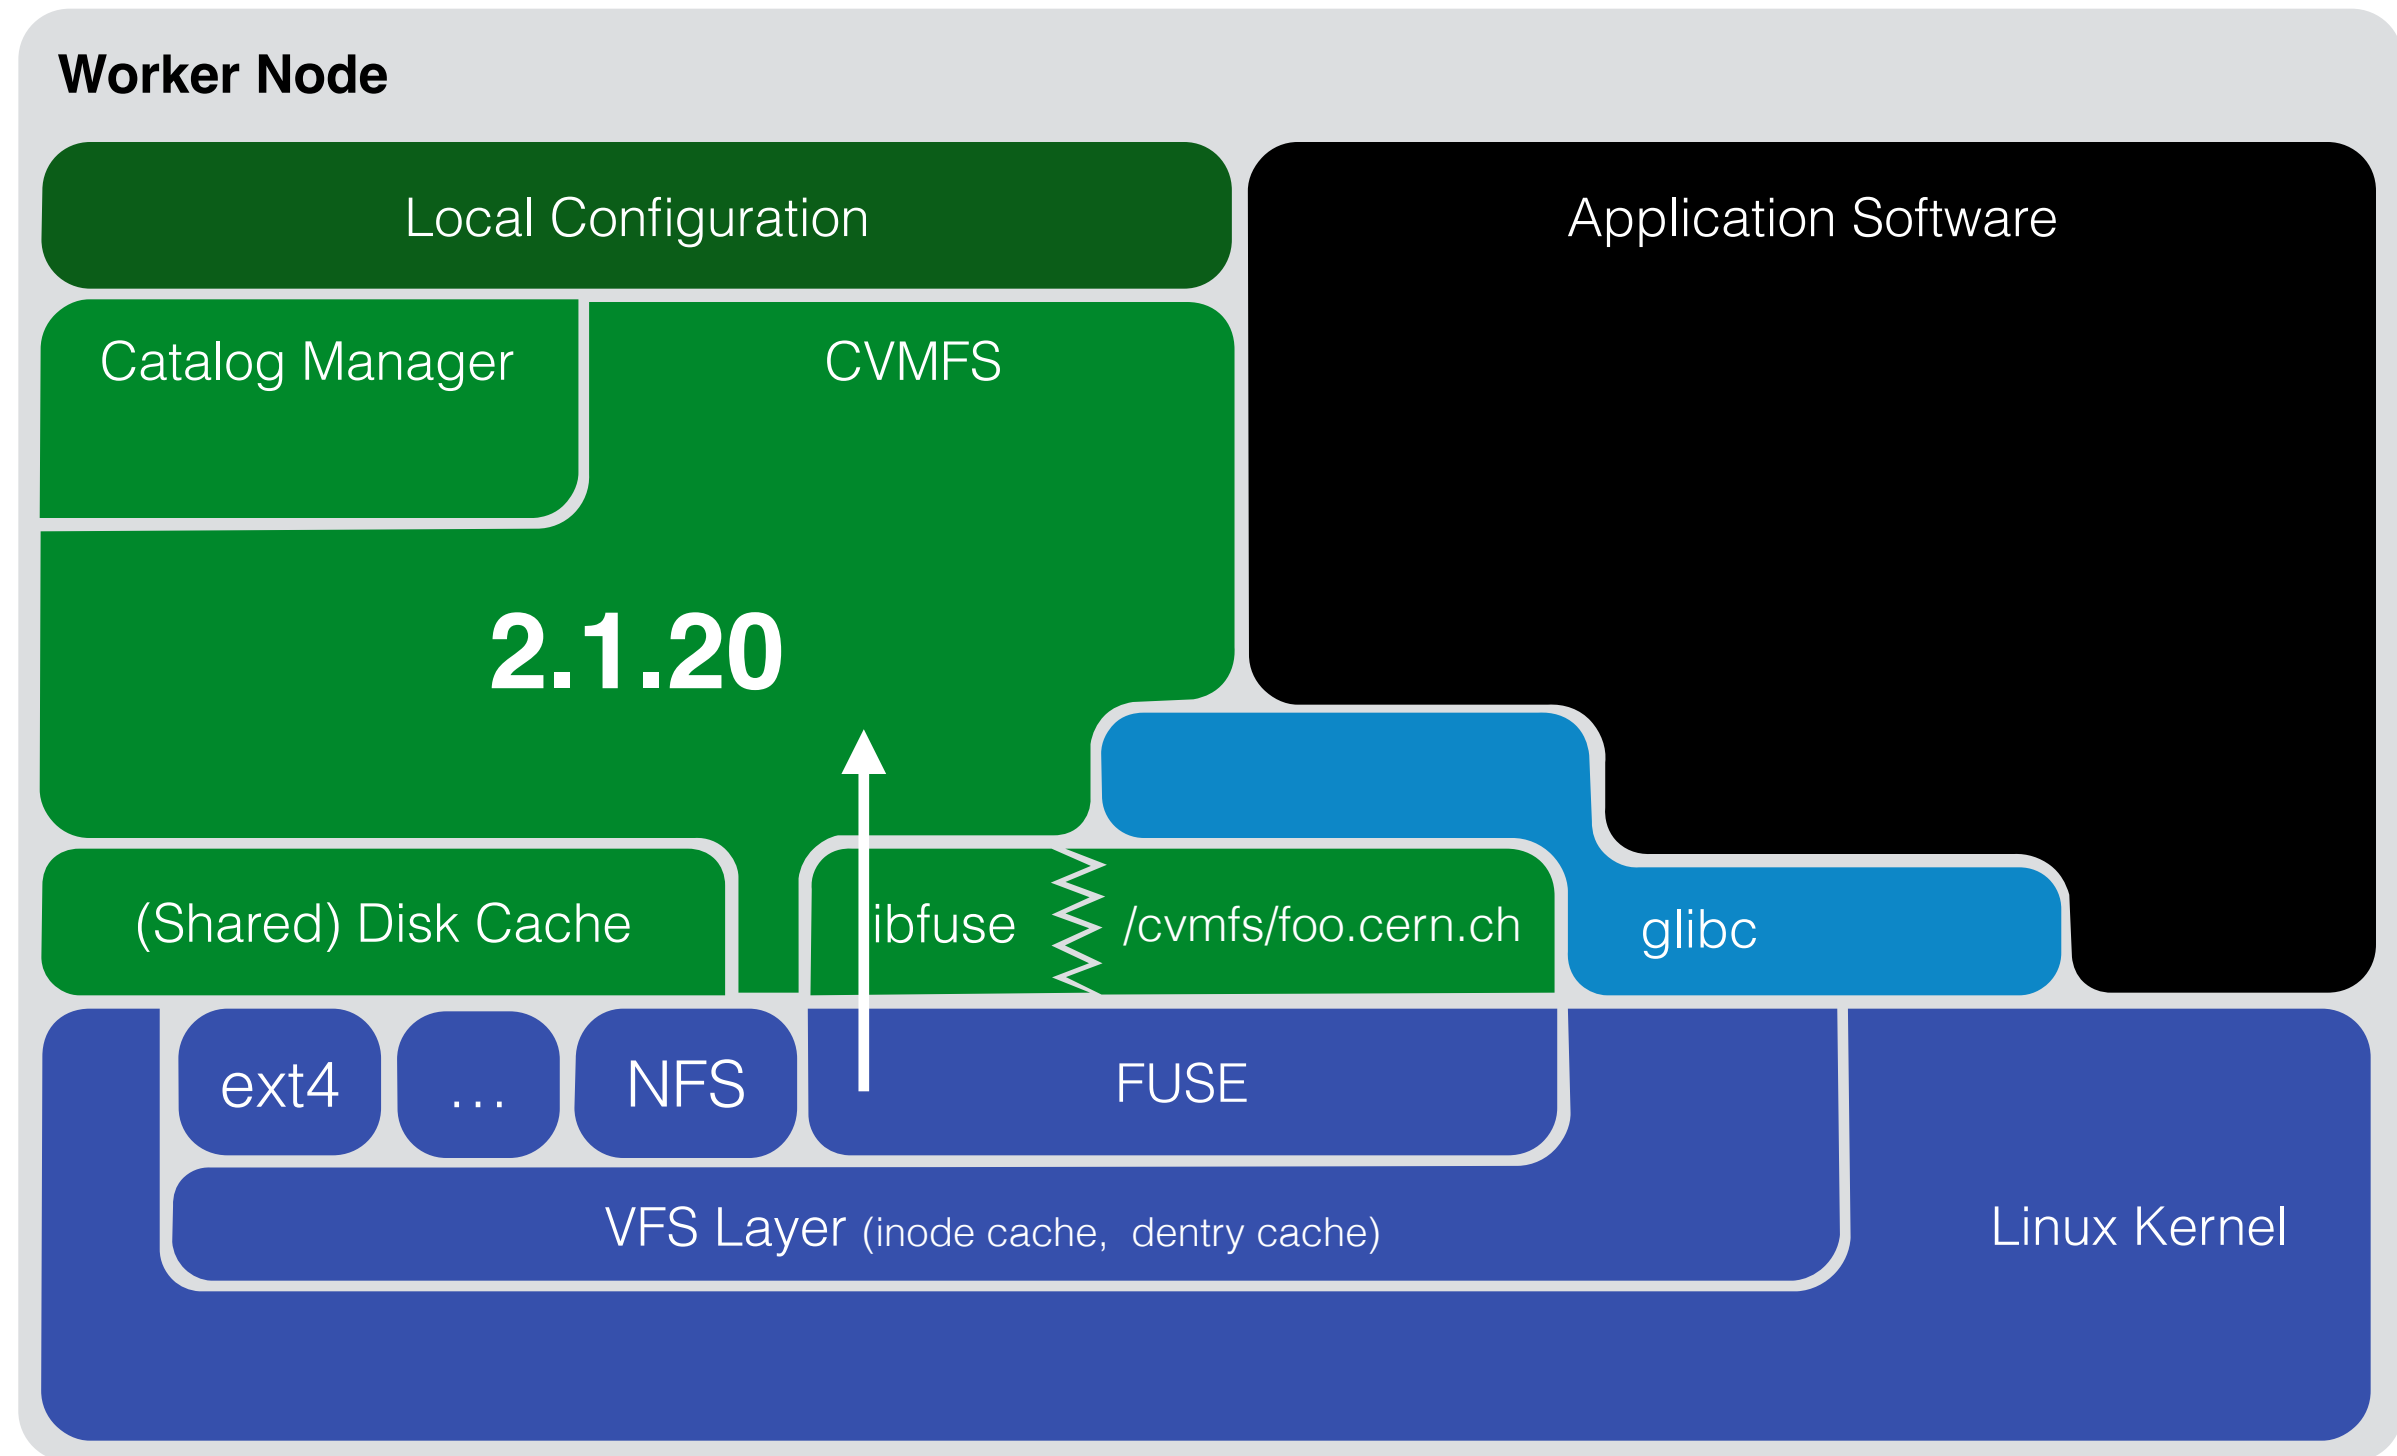 Worker Node
Local Configuration
Application Software
Catalog Manager
CVMFS
2.1.20
(Shared) Disk Cache
ibfuse
/cvmfs/foo.cern.ch
glibc
ext4
...
NFS
FUSE
VFS Layer (inode cache, dentry cache)
Linux Kernel